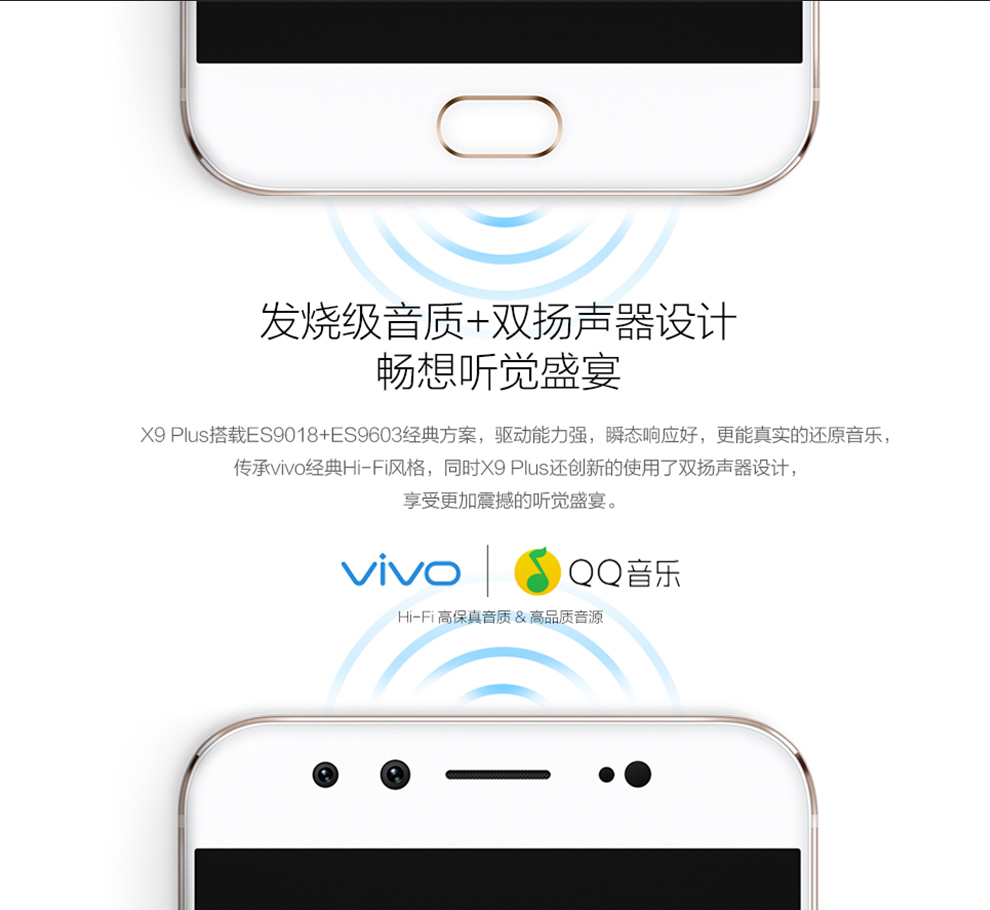 发烧级音质+双扬声器设计
畅想听觉盛宴
X9 Plus搭载ES9018+ES9603经典方案，驱动能力强，瞬态响应好，更能真实的还原音乐，
传承vivo经典Hi-Fi风格，同时X9 Plus还创新的使用了双扬声器设计，
享受更加震撼的听觉盛宴。
vivo | QQ音乐
Hi-Fi 高保真音质 & 高品质音源